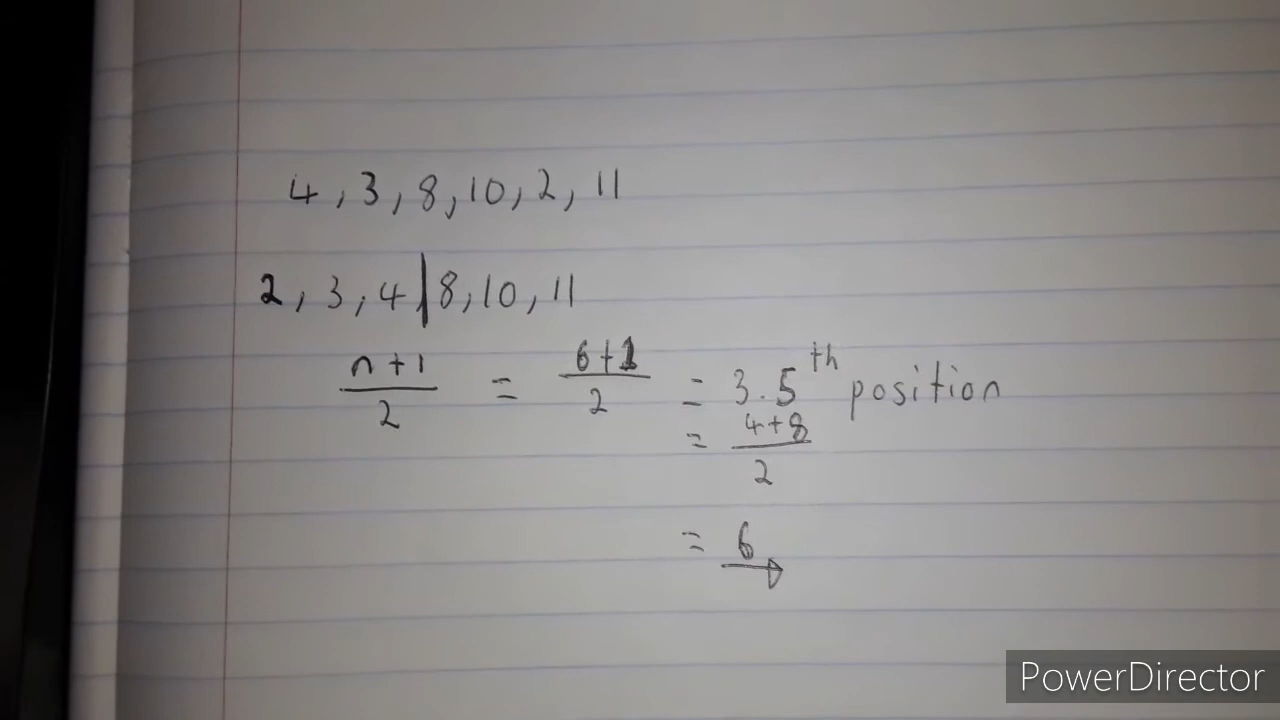 4, 3, 8, 10, 2, 11
2, 3, 4 | 8, 10, 11
n+1/2 = 6+1/2 = 3.5th position
= 4+8/2
= 6
PowerDirector